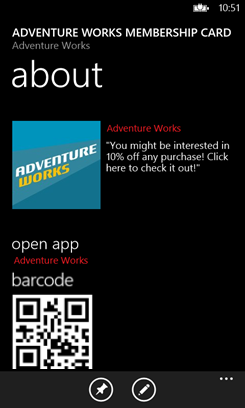 10:51
ADVENTURE WORKS MEMBERSHIP CARD
Adventure Works
about
ADVENTURE
WORKS
Adventure Works
"You might be interested in
10% off any purchase! Click
here to check it out!"
open app
Adventure Works
barcode